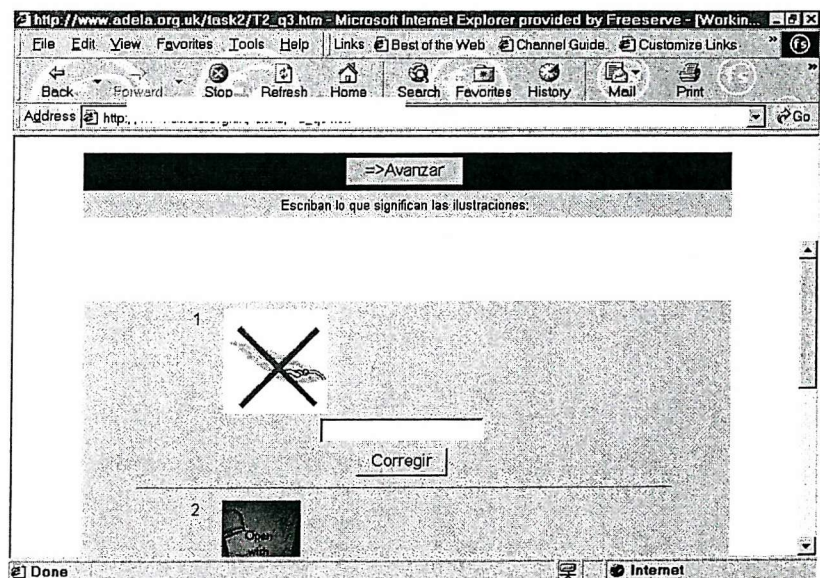 http://www.adela.org.uk/task2/T2_q3.htm - Microsoft Internet Explorer provided by Freeserve - [Workin...
File Edit View Favorites Tools Help Links Best of the Web Channel Guide Customize Links »
fs
Back Forward Stop Refresh Home Search Favorites History Mail Print »
Address http:/ Go
=>Avanzar
Escriban lo que significan las ilustraciones:
1
Corregir
2
Open
with
Done Internet